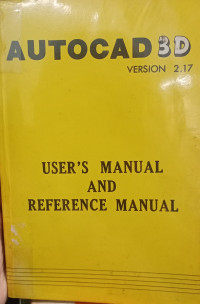 AUTOCAD 3D
VERSION 2.17
USER'S MANUAL
AND
REFERENCE MANUAL